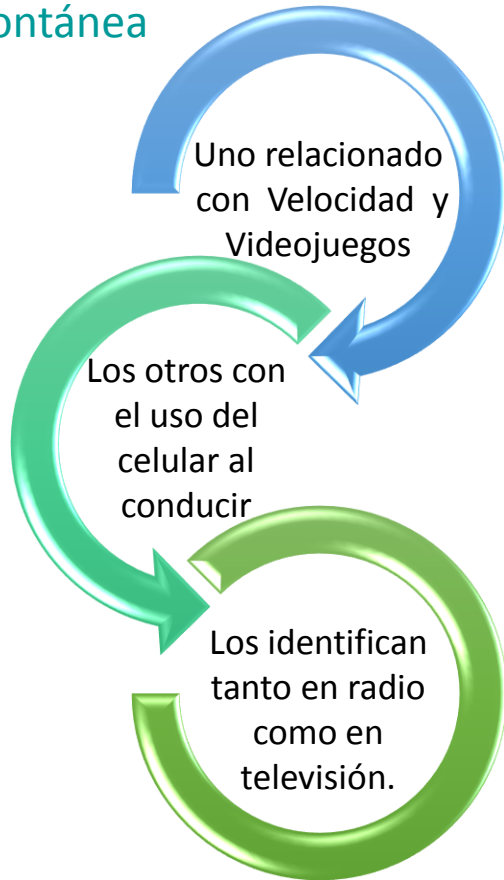 ontánea
Uno relacionado
con Velocidad y
Videojuegos
Los otros con
el uso del
celular al
conducir
Los identifican
tanto en radio
como en
televisión.